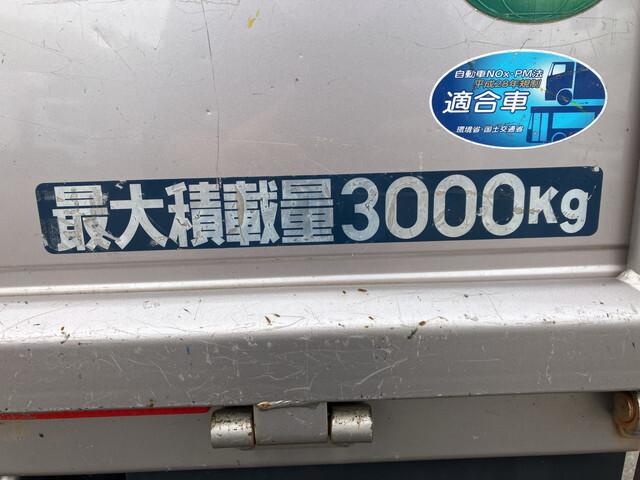 自動車NOx・PM法
平成28年規制
適合車
環境省・国土交通省
最大積載量3000Kg